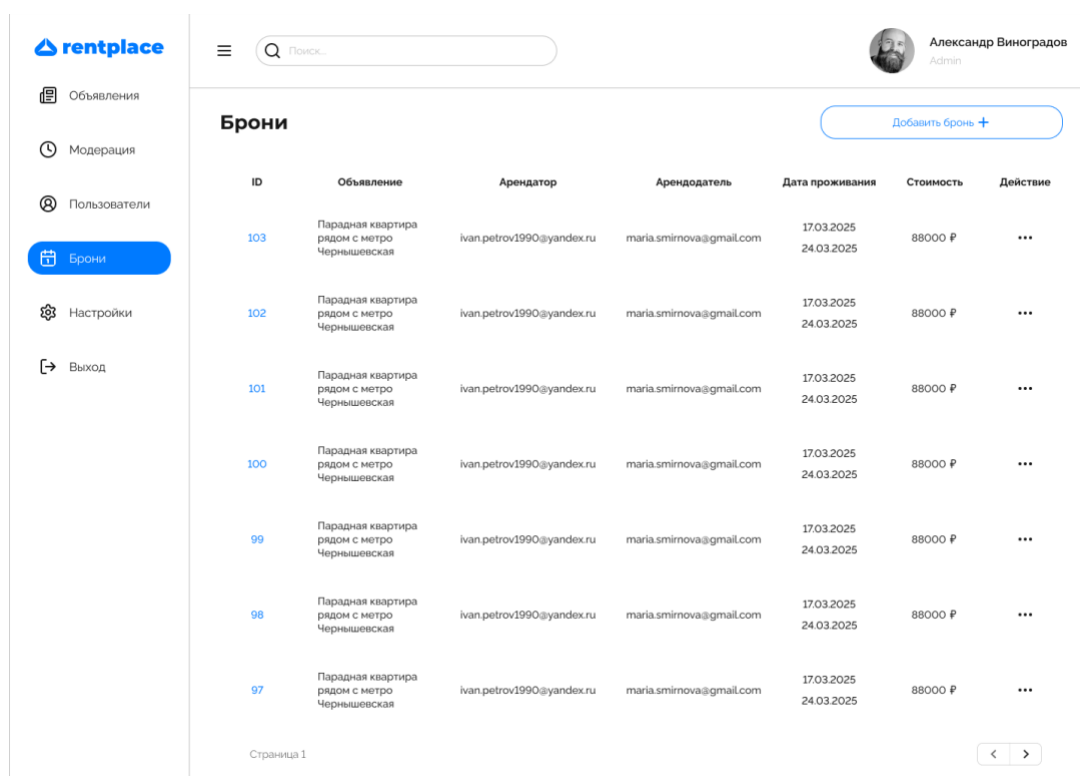 rentplace
Поиск...
Александр Виноградов
Admin
Объявления
Модерация
Пользователи
Брони
Настройки
Выход
Брони
Добавить бронь +
ID Объявление Арендатор Арендодатель Дата проживания Стоимость Действие
103 Парадная квартира рядом с метро Чернышевская ivan.petrov1990@yandex.ru maria.smirnova@gmail.com 17.03.2025 24.03.2025 88000 ₽ ...
102 Парадная квартира рядом с метро Чернышевская ivan.petrov1990@yandex.ru maria.smirnova@gmail.com 17.03.2025 24.03.2025 88000 ₽ ...
101 Парадная квартира рядом с метро Чернышевская ivan.petrov1990@yandex.ru maria.smirnova@gmail.com 17.03.2025 24.03.2025 88000 ₽ ...
100 Парадная квартира рядом с метро Чернышевская ivan.petrov1990@yandex.ru maria.smirnova@gmail.com 17.03.2025 24.03.2025 88000 ₽ ...
99 Парадная квартира рядом с метро Чернышевская ivan.petrov1990@yandex.ru maria.smirnova@gmail.com 17.03.2025 24.03.2025 88000 ₽ ...
98 Парадная квартира рядом с метро Чернышевская ivan.petrov1990@yandex.ru maria.smirnova@gmail.com 17.03.2025 24.03.2025 88000 ₽ ...
97 Парадная квартира рядом с метро Чернышевская ivan.petrov1990@yandex.ru maria.smirnova@gmail.com 17.03.2025 24.03.2025 88000 ₽ ...
Страница 1